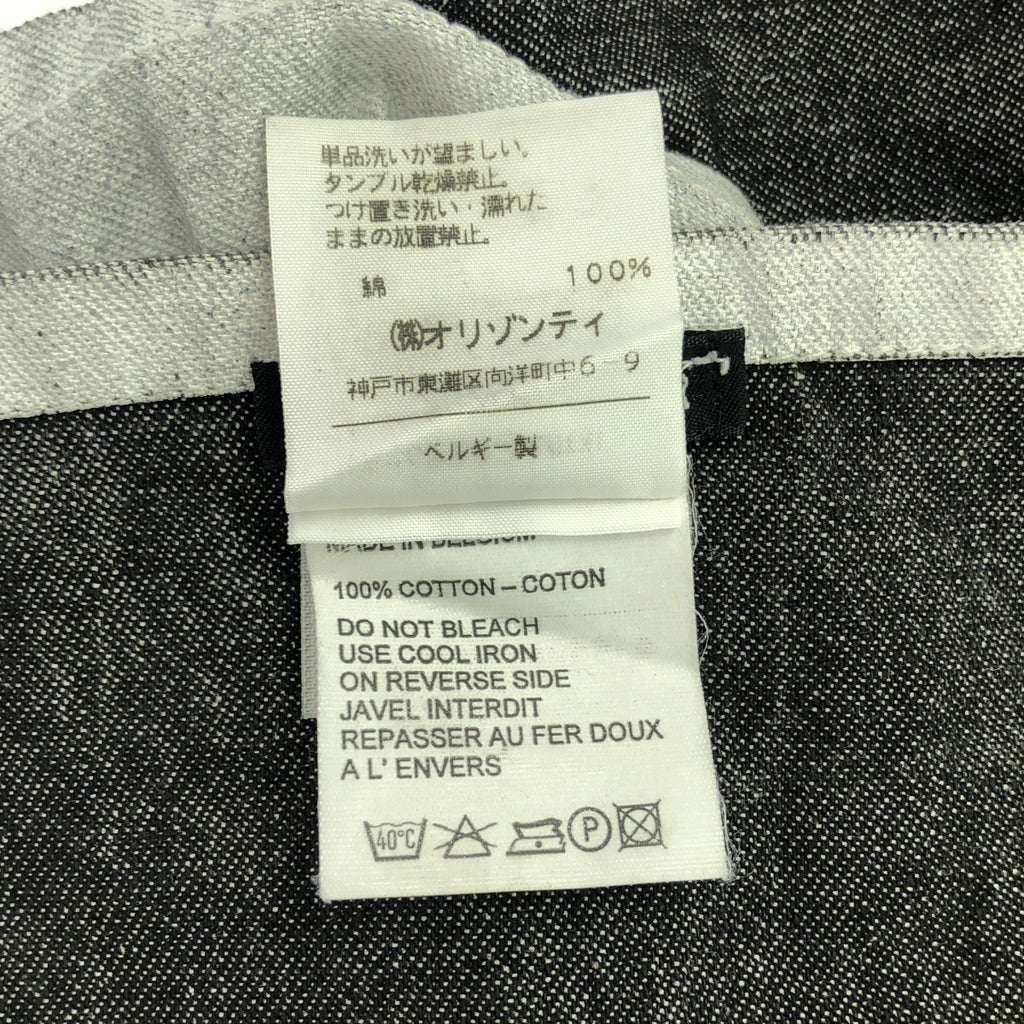 単品洗いが望ましい。
タンブル乾燥禁止。
つけ置き洗い・濡れた
ままの放置禁止。
綿 100%
㈱オリゾンティ
神戸市東灘区向洋町中6-9
ベルギー製
MADE IN BELGIUM
100% COTTON – COTON
DO NOT BLEACH
USE COOL IRON
ON REVERSE SIDE
JAVEL INTERDIT
REPASSER AU FER DOUX
A L' ENVERS
40°C P